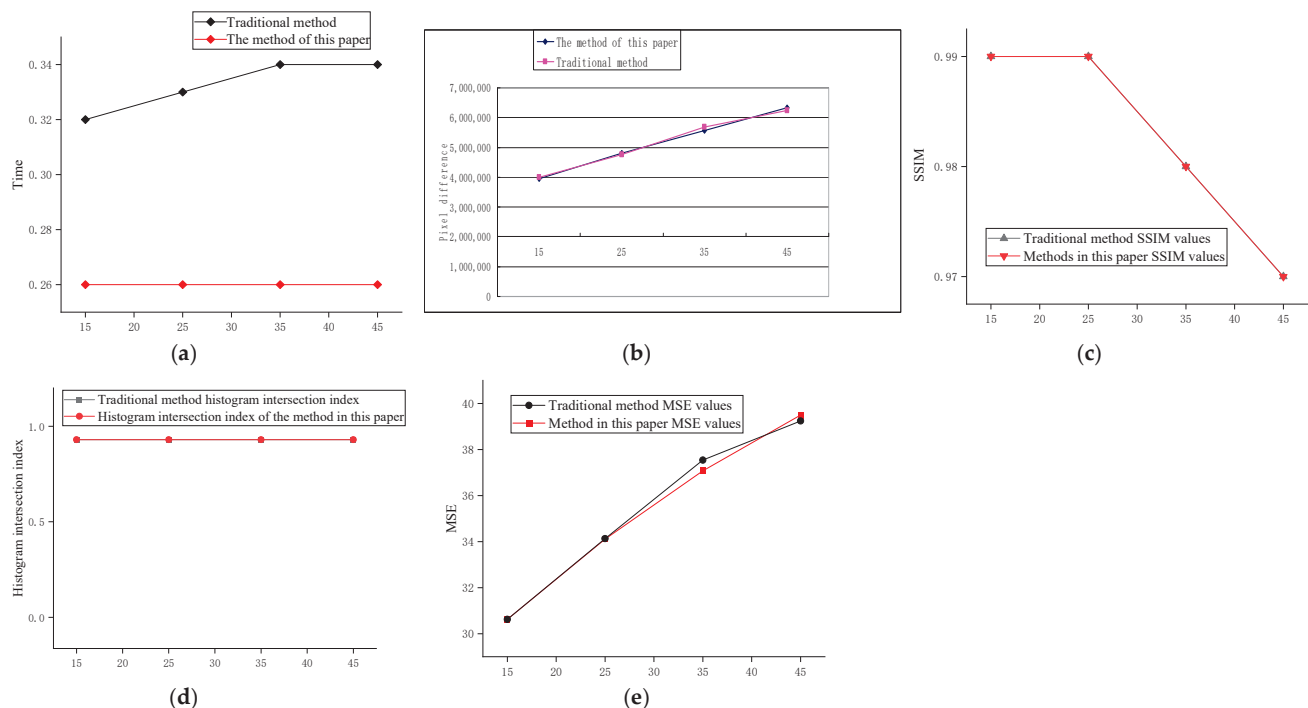 Traditional method
The method of this paper
Time
0.34
0.32
0.30
0.28
0.26
15 20 25 30 35 40 45
(a)
The method of this paper
Traditional method
Pixel difference
7,000,000
6,000,000
5,000,000
4,000,000
3,000,000
2,000,000
1,000,000
0
15 25 35 45
(b)
SSIM
0.99
0.98
0.97
Traditional method SSIM values
Methods in this paper SSIM values
15 20 25 30 35 40 45
(c)
Traditional method histogram intersection index
Histogram intersection index of the method in this paper
Histogram intersection index
1.0
0.5
0.0
15 20 25 30 35 40 45
(d)
Traditional method MSE values
Method in this paper MSE values
MSE
40
38
36
34
32
30
15 20 25 30 35 40 45
(e)